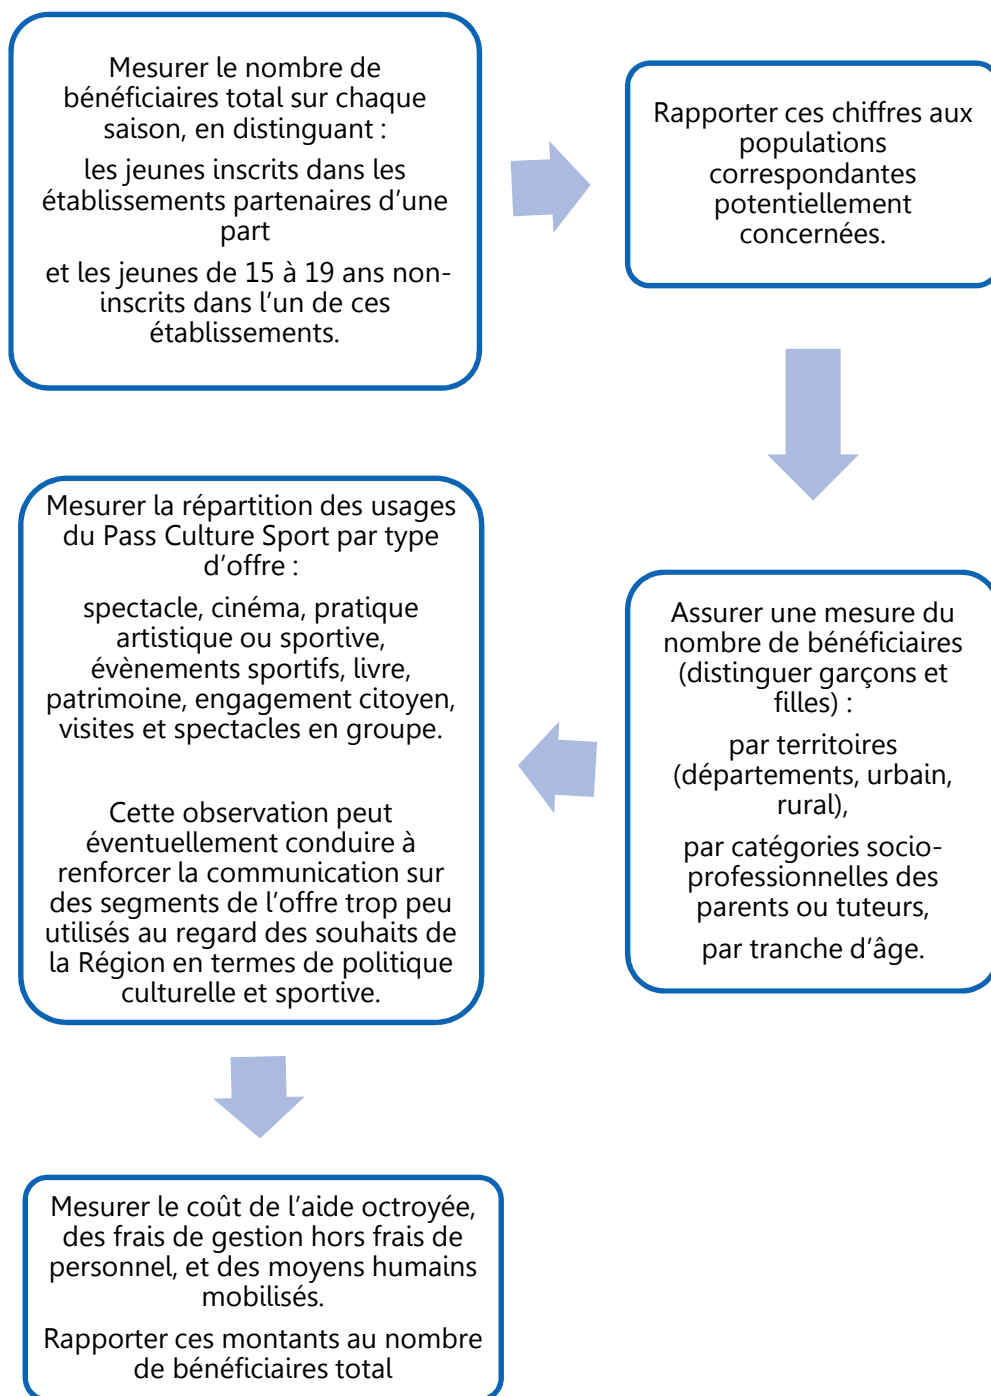 Mesurer le nombre de
bénéficiaires total sur chaque
saison, en distinguant :
les jeunes inscrits dans les
établissements partenaires d’une
part
et les jeunes de 15 à 19 ans non-
inscrits dans l’un de ces
établissements.
Rapporter ces chiffres aux
populations
correspondantes
potentiellement
concernées.
Assurer une mesure du
nombre de bénéficiaires
(distinguer garçons et
filles) :
par territoires
(départements, urbain,
rural),
par catégories socio-
professionnelles des
parents ou tuteurs,
par tranche d’âge.
Mesurer la répartition des usages
du Pass Culture Sport par type
d’offre :
spectacle, cinéma, pratique
artistique ou sportive,
évènements sportifs, livre,
patrimoine, engagement citoyen,
visites et spectacles en groupe.
Cette observation peut
éventuellement conduire à
renforcer la communication sur
des segments de l’offre trop peu
utilisés au regard des souhaits de
la Région en termes de politique
culturelle et sportive.
Mesurer le coût de l’aide octroyée,
des frais de gestion hors frais de
personnel, et des moyens humains
mobilisés.
Rapporter ces montants au nombre
de bénéficiaires total